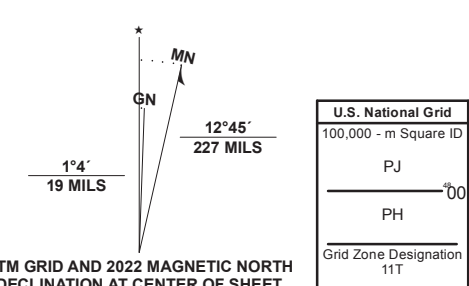 ★
MN
GN
12°45´
227 MILS
1°4´
19 MILS
TM GRID AND 2022 MAGNETIC NORTH
DECLINATION AT CENTER OF SHEET
U.S. National Grid
100,000 - m Square ID
PJ
4800
PH
Grid Zone Designation
11T